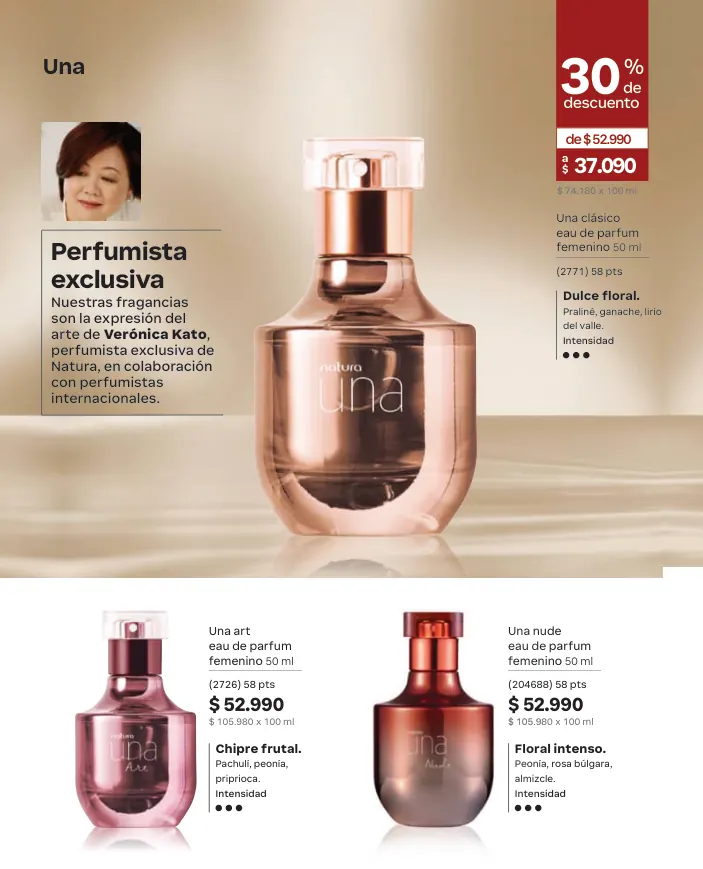 Una
30 % de
descuento
de $ 52.990
a $ 37.090
$ 74.180 x 100 ml
Una clásico
eau de parfum
femenino 50 ml
(2771) 58 pts
Dulce floral.
Praliné, ganache, lirio
del valle.
Intensidad
Perfumista
exclusiva
Nuestras fragancias
son la expresión del
arte de Verónica Kato,
perfumista exclusiva de
Natura, en colaboración
con perfumistas
internacionales.
natura
una
Una art
eau de parfum
femenino 50 ml
(2726) 58 pts
$ 52.990
$ 105.980 x 100 ml
Chipre frutal.
Pachulí, peonía,
priprioca.
Intensidad
natura
una
Art
Una nude
eau de parfum
femenino 50 ml
(204688) 58 pts
$ 52.990
$ 105.980 x 100 ml
Floral intenso.
Peonía, rosa búlgara,
almizcle.
Intensidad
una
Nude